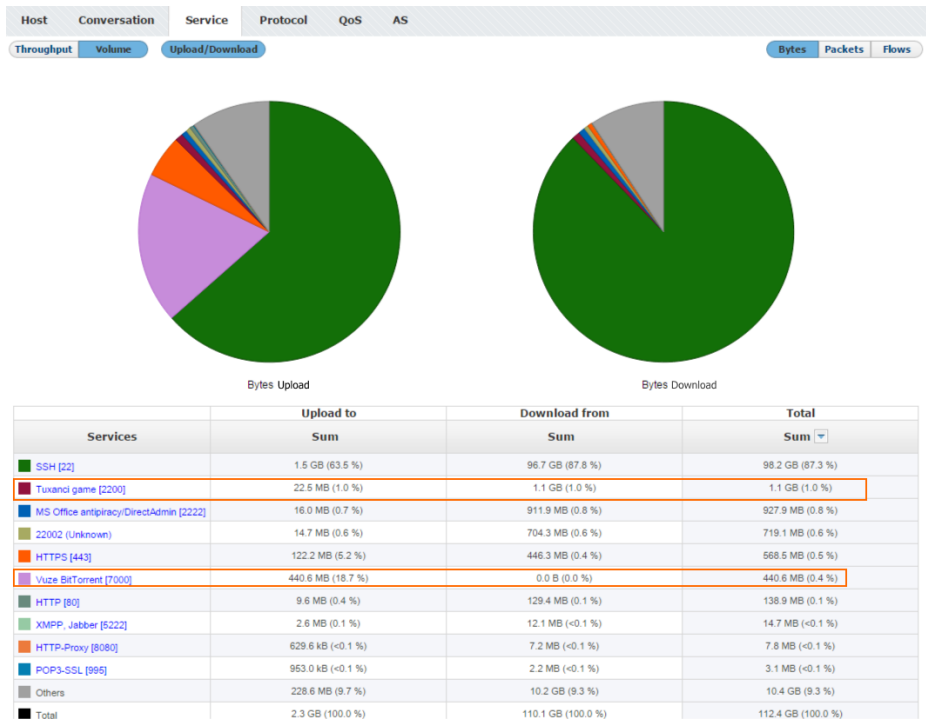 Host Conversation Service Protocol QoS AS
Throughput Volume Upload/Download Bytes Packets Flows
Bytes Upload Bytes Download
Upload to Download from Total
Services Sum Sum Sum
SSH [22] 1.5 GB (63.5 %) 96.7 GB (87.8 %) 98.2 GB (87.3 %)
Tuxanci game [2200] 22.5 MB (1.0 %) 1.1 GB (1.0 %) 1.1 GB (1.0 %)
MS Office antipiracy/DirectAdmin [2222] 16.0 MB (0.7 %) 911.9 MB (0.8 %) 927.9 MB (0.8 %)
22002 (Unknown) 14.7 MB (0.6 %) 704.3 MB (0.6 %) 719.1 MB (0.6 %)
HTTPS [443] 122.2 MB (5.2 %) 446.3 MB (0.4 %) 568.5 MB (0.5 %)
Vuze BitTorrent [7000] 440.6 MB (18.7 %) 0.0 B (0.0 %) 440.6 MB (0.4 %)
HTTP [80] 9.6 MB (0.4 %) 129.4 MB (0.1 %) 138.9 MB (0.1 %)
XMPP, Jabber [5222] 2.6 MB (0.1 %) 12.1 MB (<0.1 %) 14.7 MB (<0.1 %)
HTTP-Proxy [8080] 629.6 kB (<0.1 %) 7.2 MB (<0.1 %) 7.8 MB (<0.1 %)
POP3-SSL [995] 953.0 kB (<0.1 %) 2.2 MB (<0.1 %) 3.1 MB (<0.1 %)
Others 228.6 MB (9.7 %) 10.2 GB (9.3 %) 10.4 GB (9.3 %)
Total 2.3 GB (100.0 %) 110.1 GB (100.0 %) 112.4 GB (100.0 %)